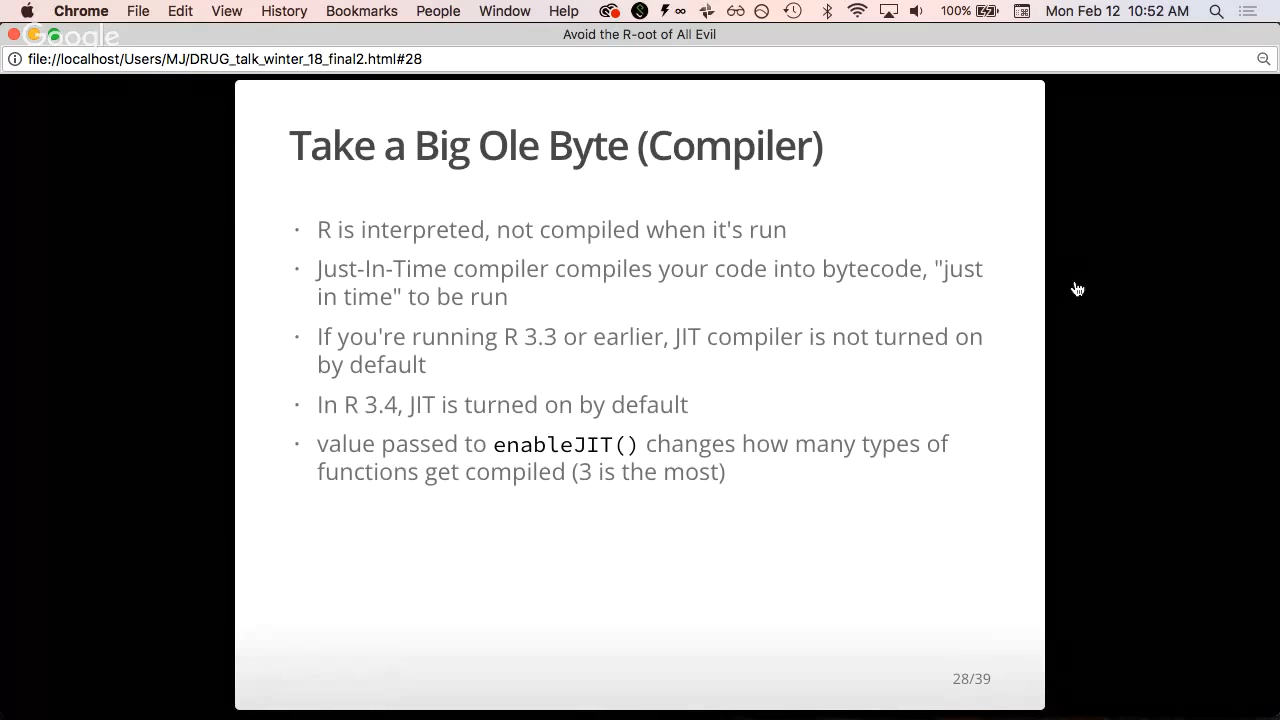 Chrome File Edit View History Bookmarks People Window Help 100% Mon Feb 12 10:52 AM
Google
Avoid the R-oot of All Evil
file://localhost/Users/MJ/DRUG_talk_winter_18_final2.html#28
Take a Big Ole Byte (Compiler)
· R is interpreted, not compiled when it's run
· Just-In-Time compiler compiles your code into bytecode, "just
in time" to be run
· If you're running R 3.3 or earlier, JIT compiler is not turned on
by default
· In R 3.4, JIT is turned on by default
· value passed to enableJIT() changes how many types of
functions get compiled (3 is the most)
28/39